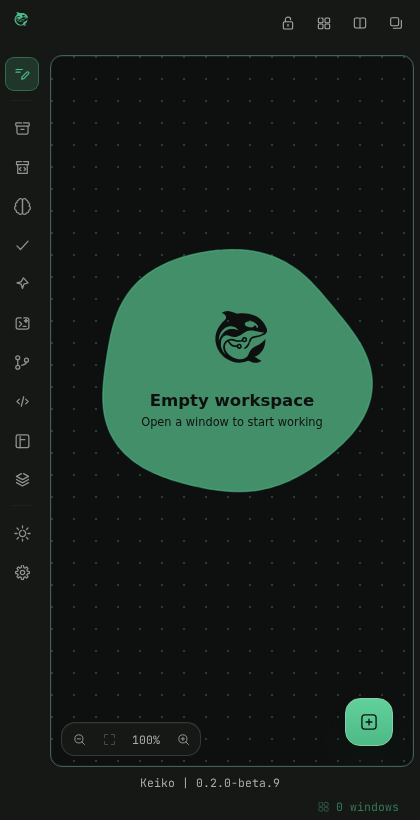 Empty workspace
Open a window to start working
100%
Keiko | 0.2.0-beta.9
0 windows